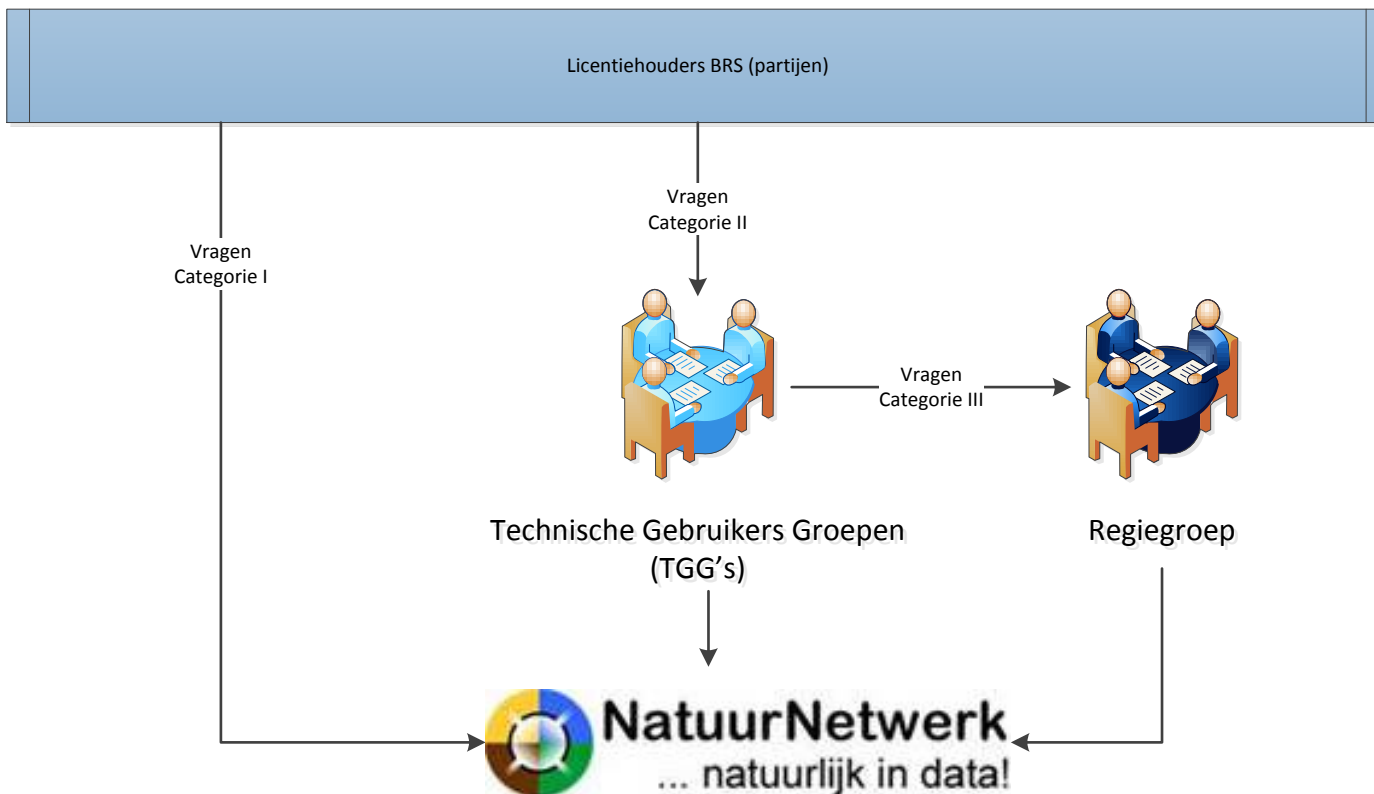 Licentiehouders BRS (partijen)
Vragen
Categorie II
Vragen
Categorie I
Vragen
Categorie III
Technische Gebruikers Groepen
(TGG's)
Regiegroep
NatuurNetwerk
... natuurlijk in data!